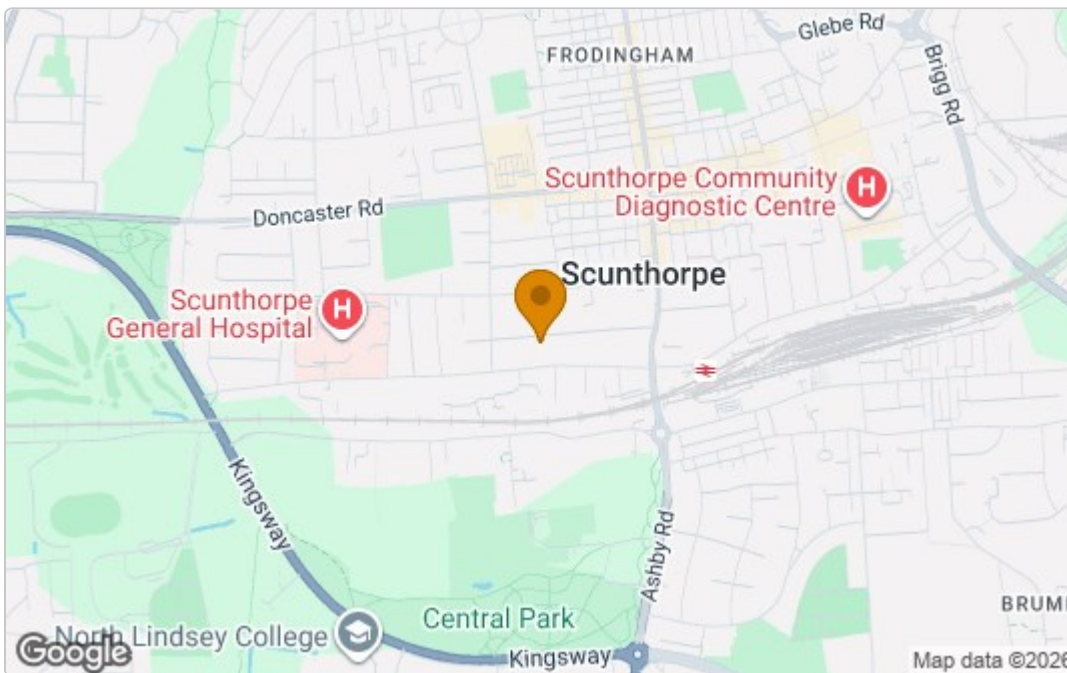 Glebe Rd
FRODINGHAM
Brigg Rd
Scunthorpe Community
Diagnostic Centre
H
Doncaster Rd
Scunthorpe
Scunthorpe
General Hospital
H
Kingsway
Ashby Rd
Central Park
BRUM
North Lindsey College
Kingsway
Google
Map data ©2026